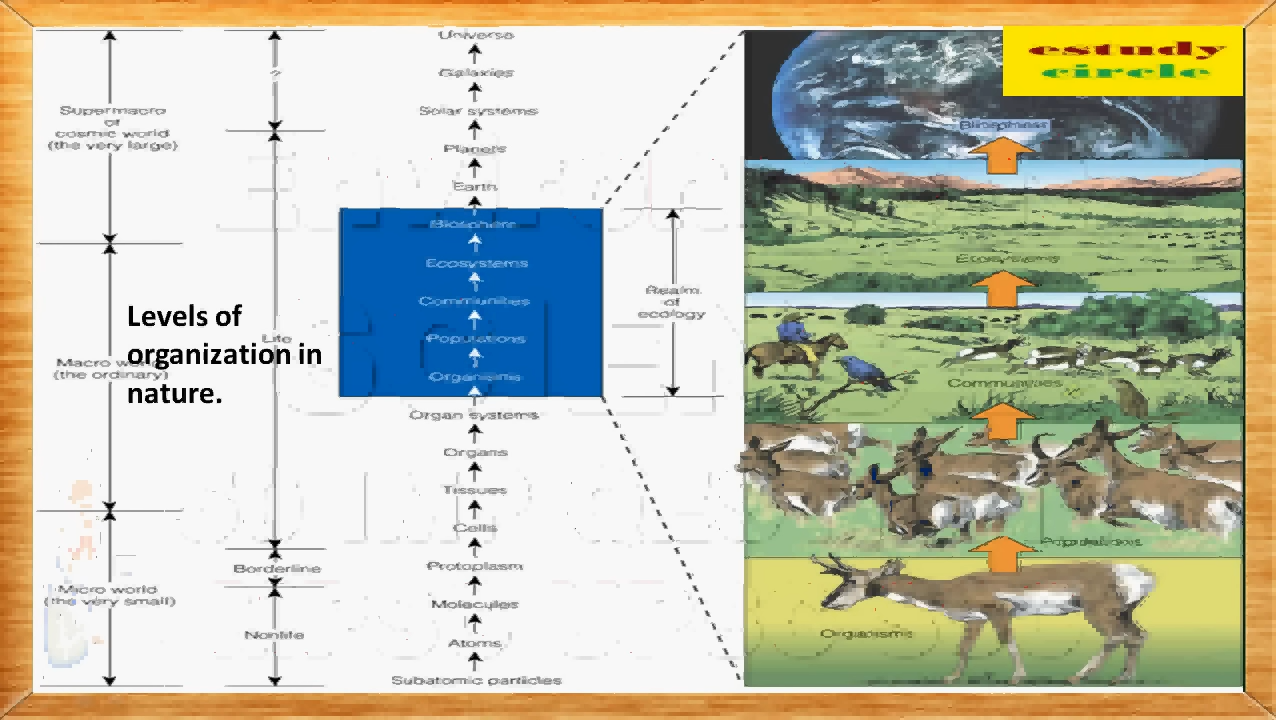 Supermacro
or
cosmic world
(the very large)
Macro world
(the ordinary)
Micro world
(the very small)
?
Life
Borderline
Nonlife
Levels of
organization in
nature.
Universe
Galaxies
Solar systems
Planets
Earth
Biosphere
Ecosystems
Communities
Populations
Organisms
Organ systems
Organs
Tissues
Cells
Protoplasm
Molecules
Atoms
Subatomic particles
Realm
of
ecology
estudy
circle
Biosphere
Ecosystems
Communities
Populations
Organisms